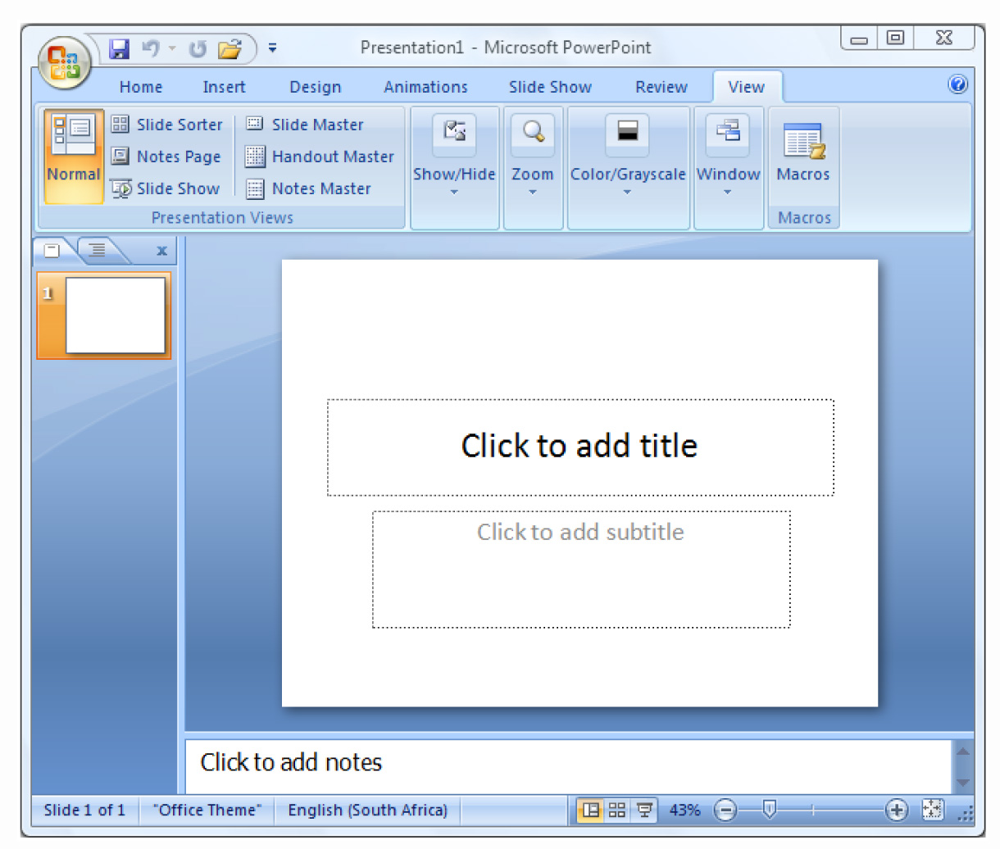 Presentation1 - Microsoft PowerPoint
Home Insert Design Animations Slide Show Review View
Normal
Slide Sorter
Notes Page
Slide Show
Slide Master
Handout Master
Notes Master
Presentation Views
Show/Hide
Zoom
Color/Grayscale
Window
Macros
Macros
1
Click to add title
Click to add subtitle
Click to add notes
Slide 1 of 1 "Office Theme" English (South Africa) 43%